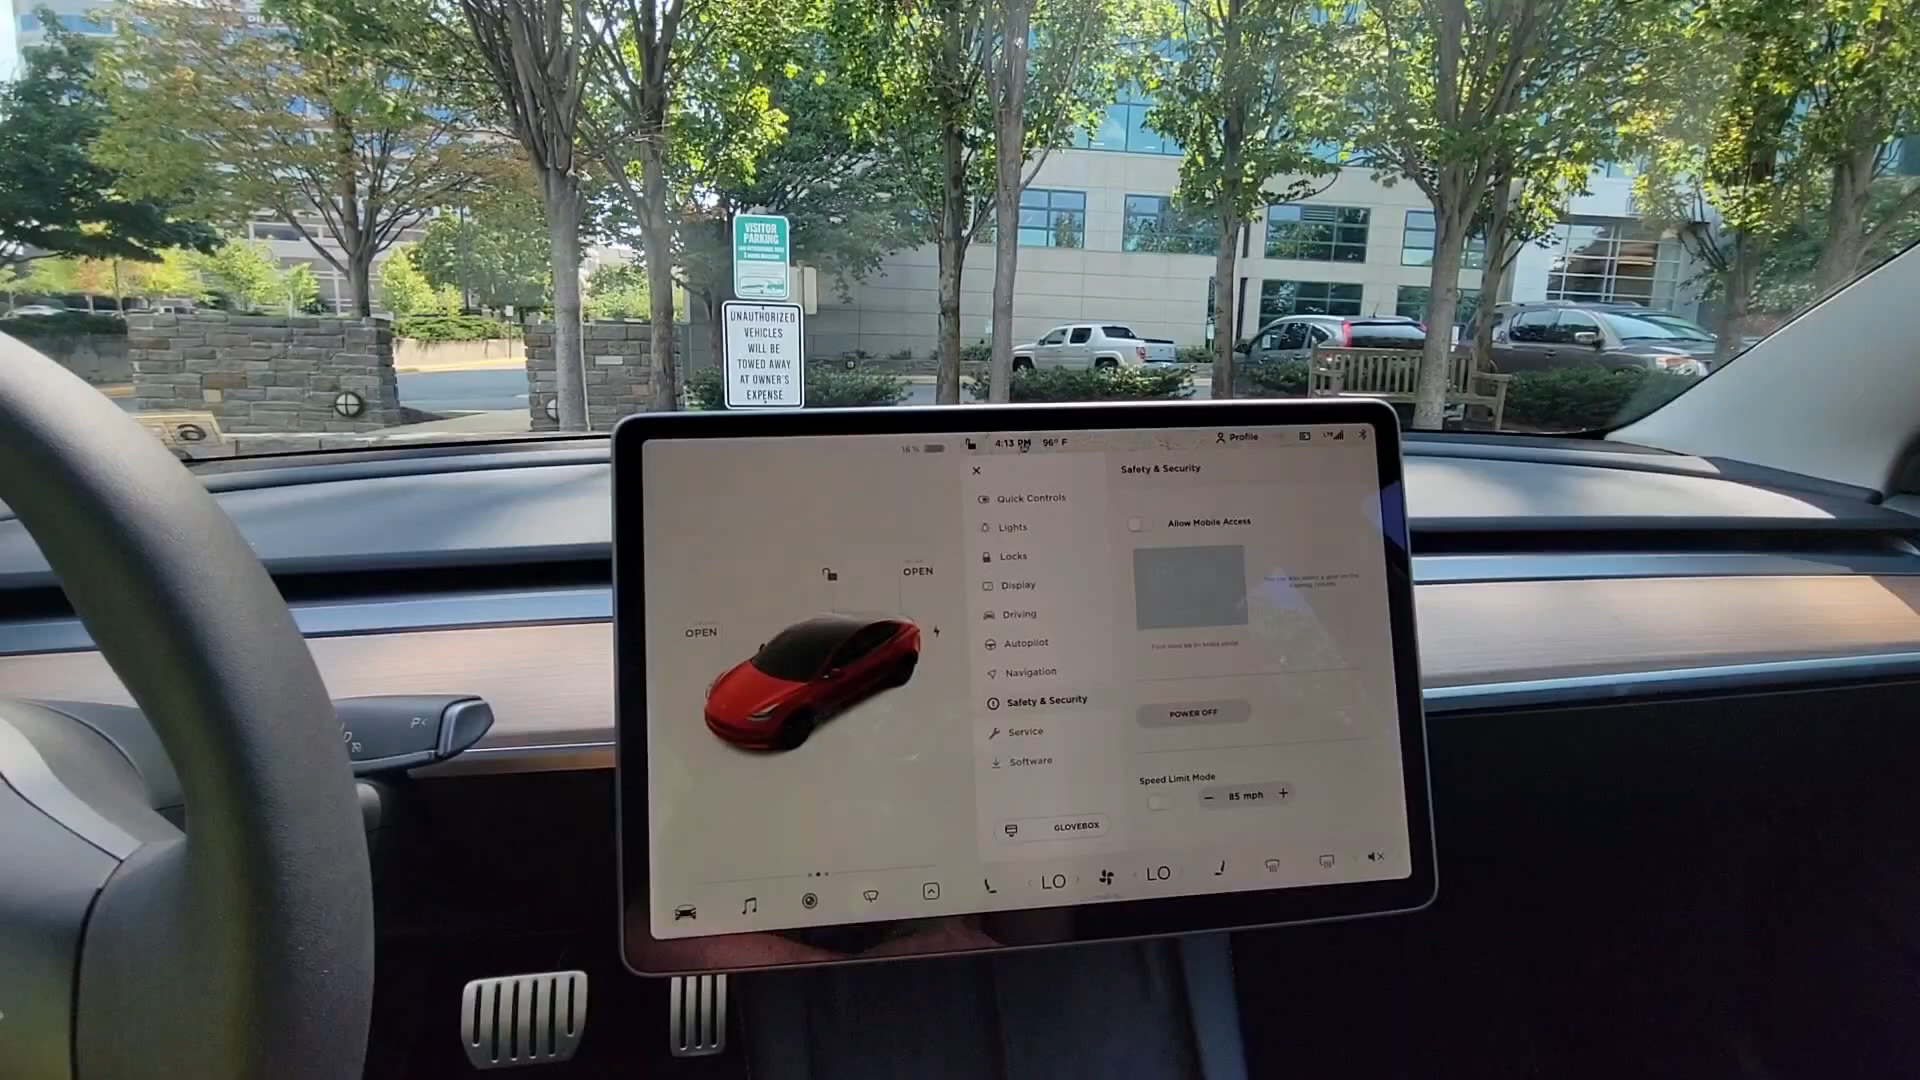 VISITOR
PARKING
UNAUTHORIZED
VEHICLES
WILL BE
TOWED AWAY
AT OWNER'S
EXPENSE
16 %
4:13 PM
96° F
Profile
LTE
Safety & Security
Quick Controls
Lights
Locks
Display
Driving
Autopilot
Navigation
Safety & Security
Service
Software
GLOVEBOX
Allow Mobile Access
POWER OFF
Speed Limit Mode
− 85 mph +
OPEN
OPEN
LO
LO
P